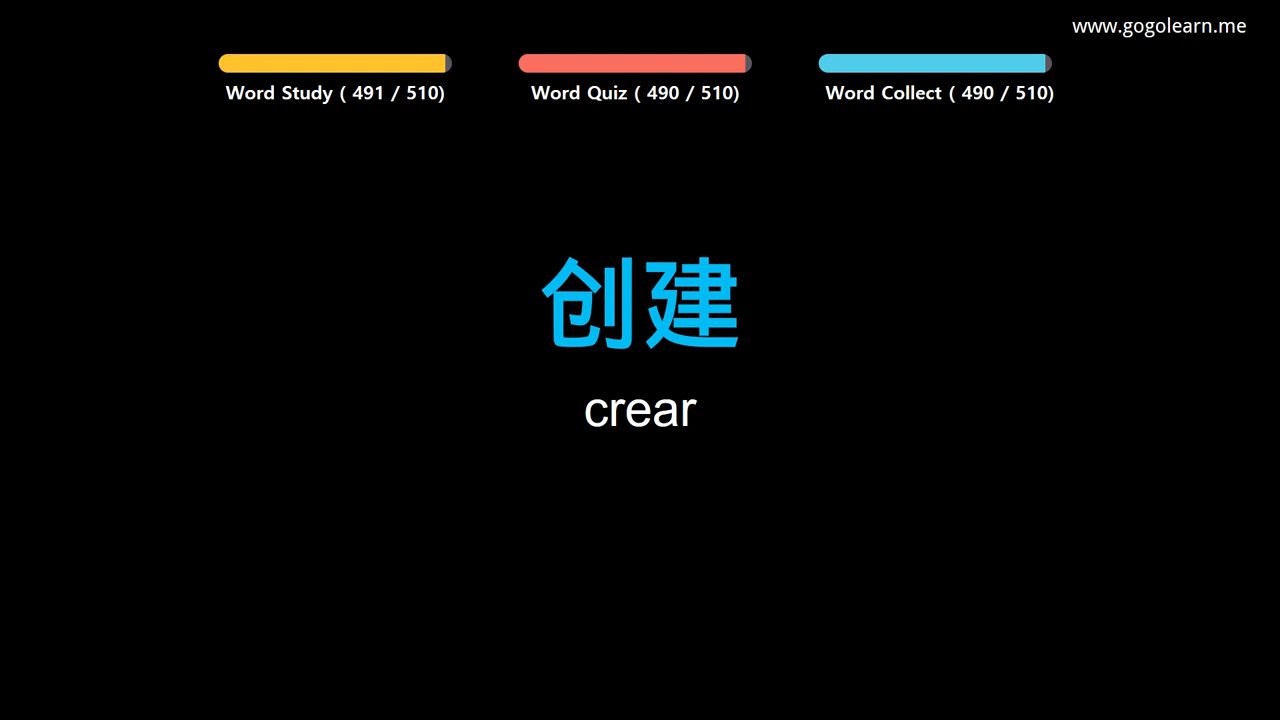 www.gogolearn.me
Word Study ( 491 / 510)
Word Quiz ( 490 / 510)
Word Collect ( 490 / 510)
创建
crear